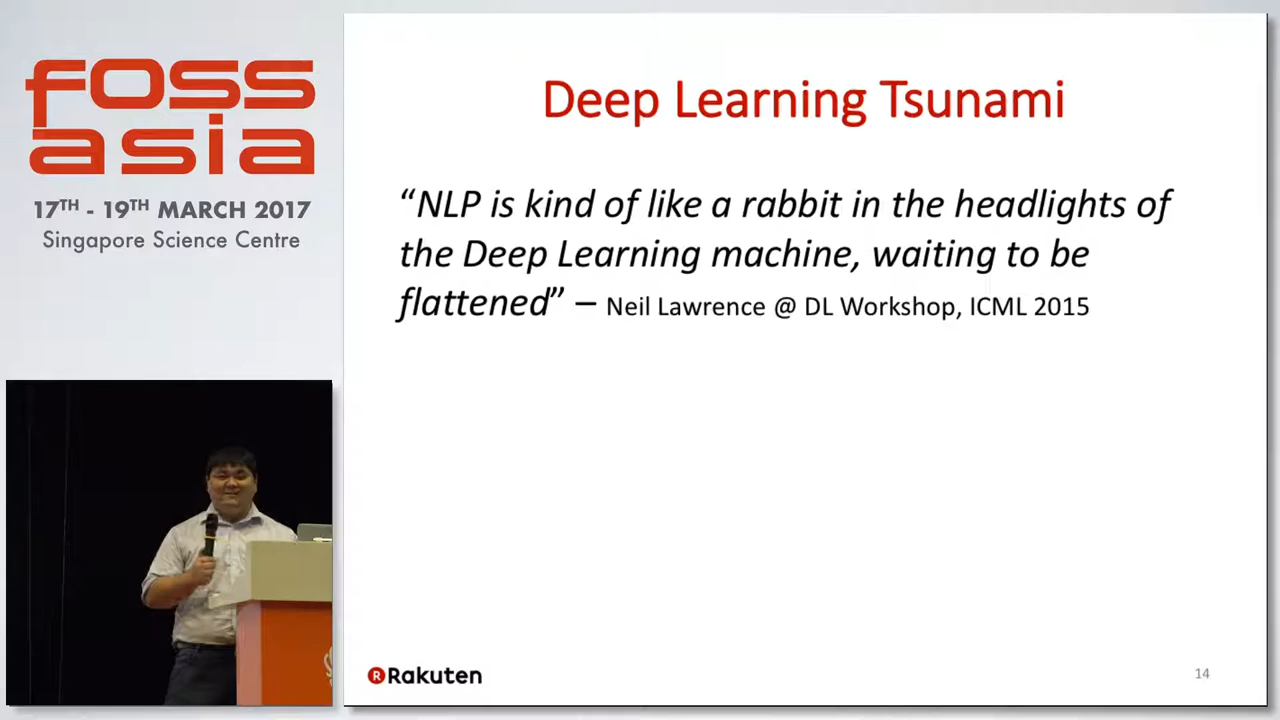 foss
asia
17TH - 19TH MARCH 2017
Singapore Science Centre
Deep Learning Tsunami
“NLP is kind of like a rabbit in the headlights of
the Deep Learning machine, waiting to be
flattened” – Neil Lawrence @ DL Workshop, ICML 2015
R Rakuten
14